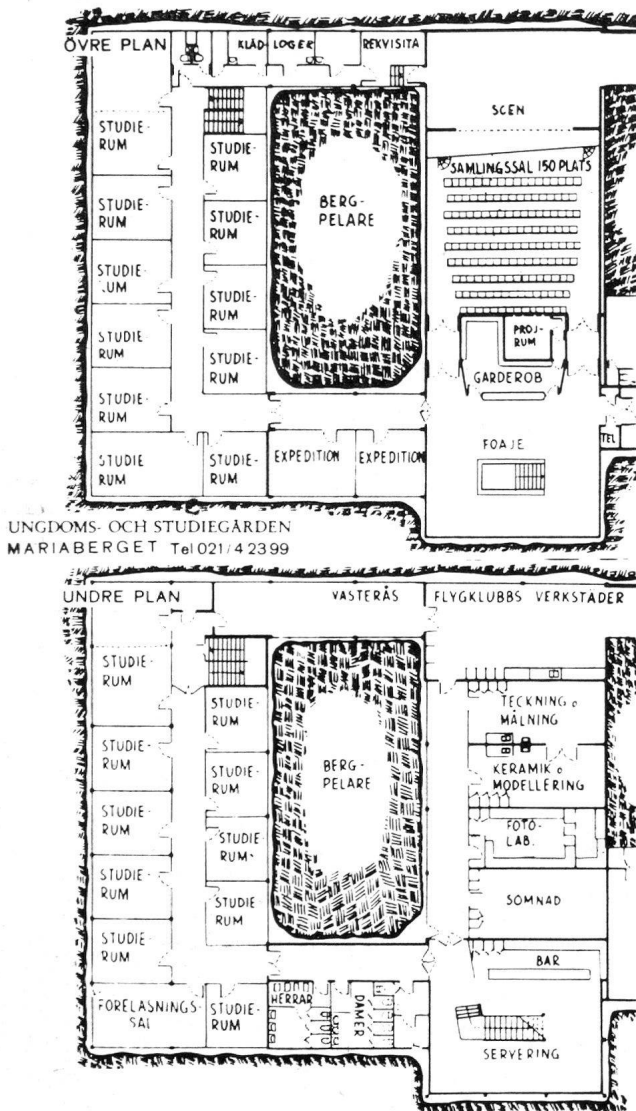 ÖVRE PLAN
KLÄD
LOGER
REKVISITA
SCEN
SAMLINGSSAL 150 PLATS
STUDIE-
RUM
STUDIE-
RUM
STUDIE-
RUM
STUDIE-
RUM
BERG-
PELARE
STUDIE-
RUM
STUDIE-
RUM
STUDIE-
RUM
STUDIE-
RUM
PROJ-
RUM
STUDIE-
RUM
GARDEROB
STUDIE
RUM
STUDIE-
RUM
EXPEDITION
EXPEDITION
FOAJE
TEL
UNGDOMS- OCH STUDIEGÅRDEN
MARIABERGET Tel 021/4 23 99
UNDRE PLAN
VÄSTERÅS
FLYGKLUBBS VERKSTÄDER
STUDIE-
RUM
STUDIE-
RUM
TECKNING o
MÅLNING
STUDIE-
RUM
STUDIE-
RUM
BERG-
PELARE
KERAMIK o
MODELLERING
STUDIE-
RUM
STUDIE-
RUM
FOTO-
LAB.
STUDIE-
RUM
STUDIE-
RUM
SOMNAD
STUDIE-
RUM
BAR
FORELASNINGS-
SAL
STUDIE-
RUM
HERRAR
DAMER
SERVERING